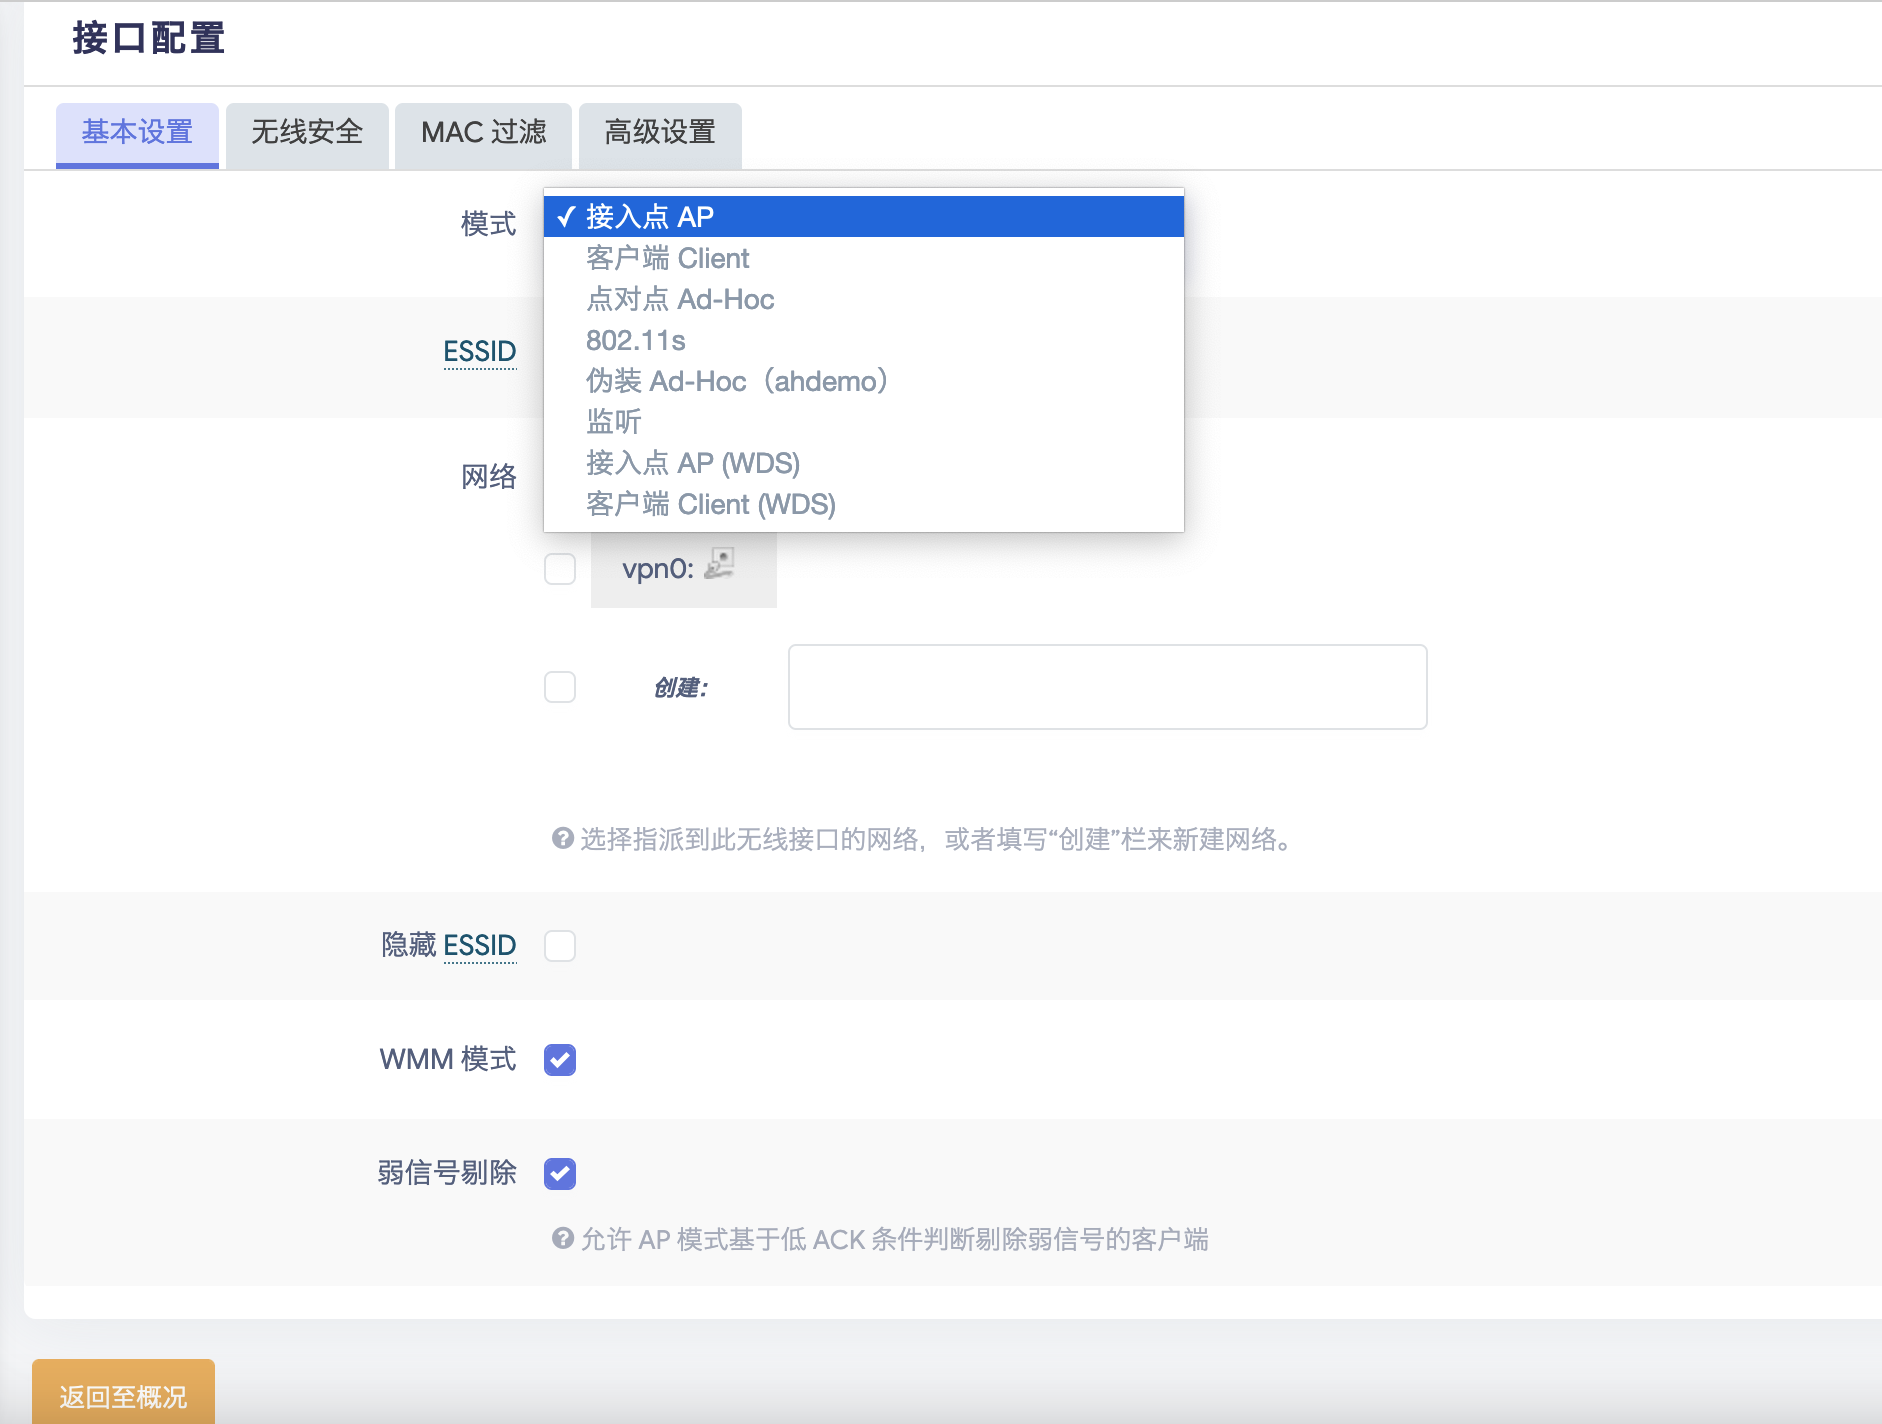 接口配置
基本设置 无线安全 MAC 过滤 高级设置
模式
接入点 AP
客户端 Client
点对点 Ad-Hoc
802.11s
伪装 Ad-Hoc（ahdemo）
监听
接入点 AP (WDS)
客户端 Client (WDS)
ESSID
网络
vpn0:
创建:
选择指派到此无线接口的网络，或者填写“创建”栏来新建网络。
隐藏 ESSID
WMM 模式
弱信号剔除
允许 AP 模式基于低 ACK 条件判断剔除弱信号的客户端
返回至概况